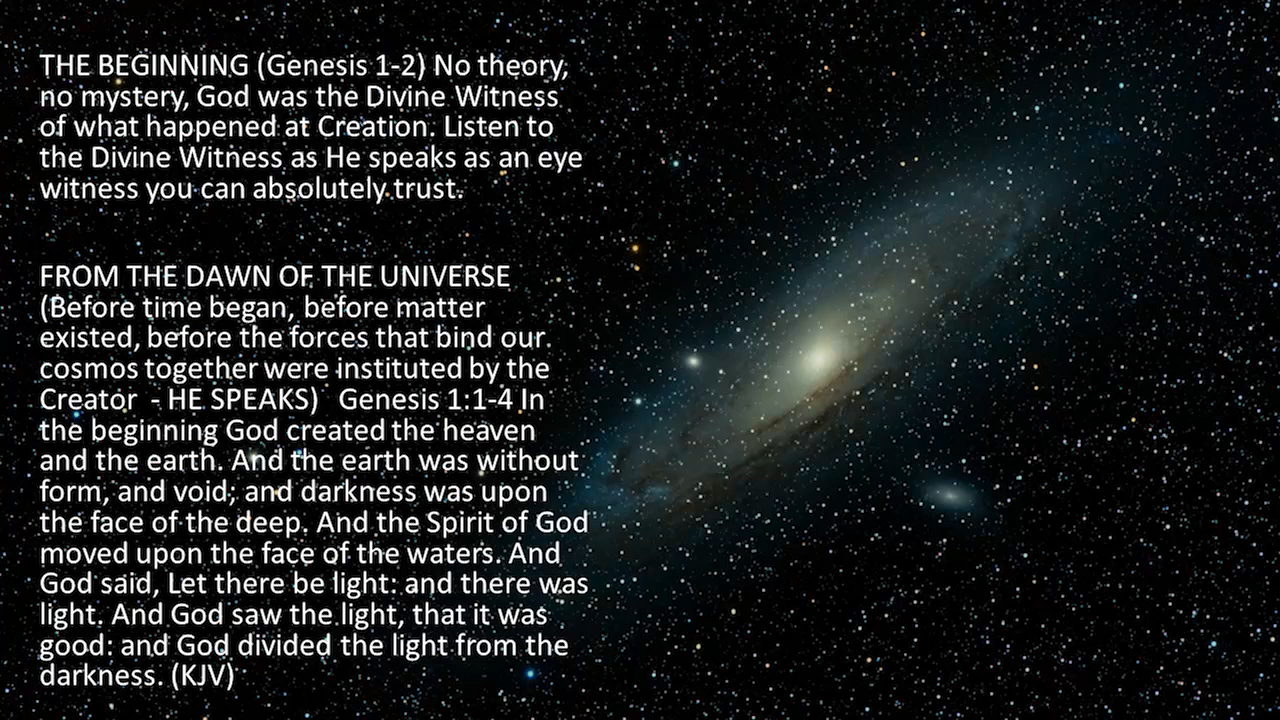 THE BEGINNING (Genesis 1-2) No theory,
no mystery, God was the Divine Witness
of what happened at Creation. Listen to
the Divine Witness as He speaks as an eye
witness you can absolutely trust.
FROM THE DAWN OF THE UNIVERSE
(Before time began, before matter
existed, before the forces that bind our
cosmos together were instituted by the
Creator  - HE SPEAKS)   Genesis 1:1-4 In
the beginning God created the heaven
and the earth. And the earth was without
form, and void; and darkness was upon
the face of the deep. And the Spirit of God
moved upon the face of the waters. And
God said, Let there be light: and there was
light. And God saw the light, that it was
good: and God divided the light from the
darkness. (KJV)